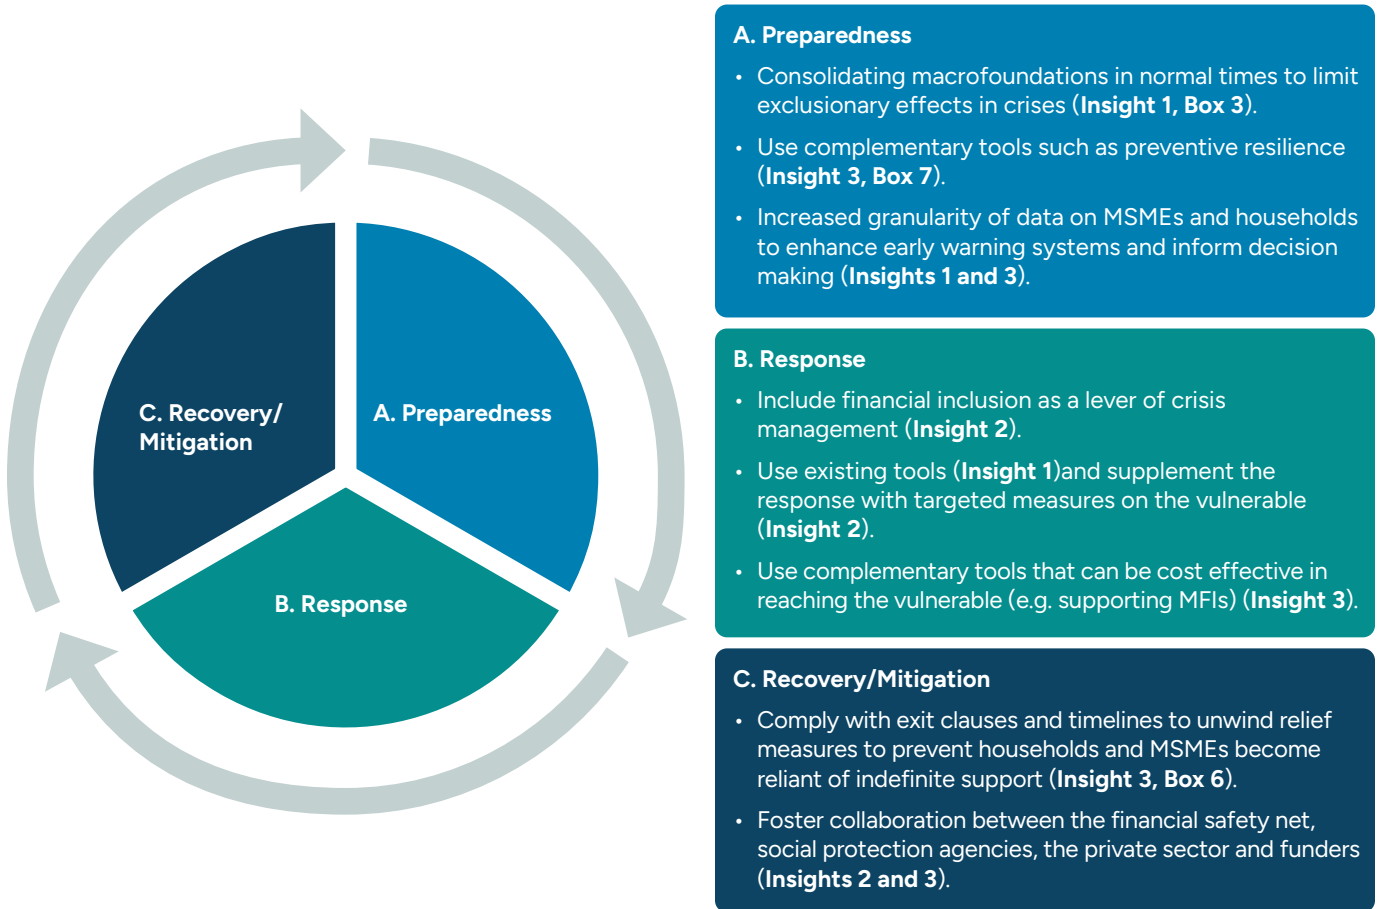 C. Recovery/
Mitigation
A. Preparedness
B. Response
A. Preparedness
• Consolidating macrofoundations in normal times to limit
exclusionary effects in crises (Insight 1, Box 3).
• Use complementary tools such as preventive resilience
(Insight 3, Box 7).
• Increased granularity of data on MSMEs and households
to enhance early warning systems and inform decision
making (Insights 1 and 3).
B. Response
• Include financial inclusion as a lever of crisis
management (Insight 2).
• Use existing tools (Insight 1)and supplement the
response with targeted measures on the vulnerable
(Insight 2).
• Use complementary tools that can be cost effective in
reaching the vulnerable (e.g. supporting MFIs) (Insight 3).
C. Recovery/Mitigation
• Comply with exit clauses and timelines to unwind relief
measures to prevent households and MSMEs become
reliant of indefinite support (Insight 3, Box 6).
• Foster collaboration between the financial safety net,
social protection agencies, the private sector and funders
(Insights 2 and 3).